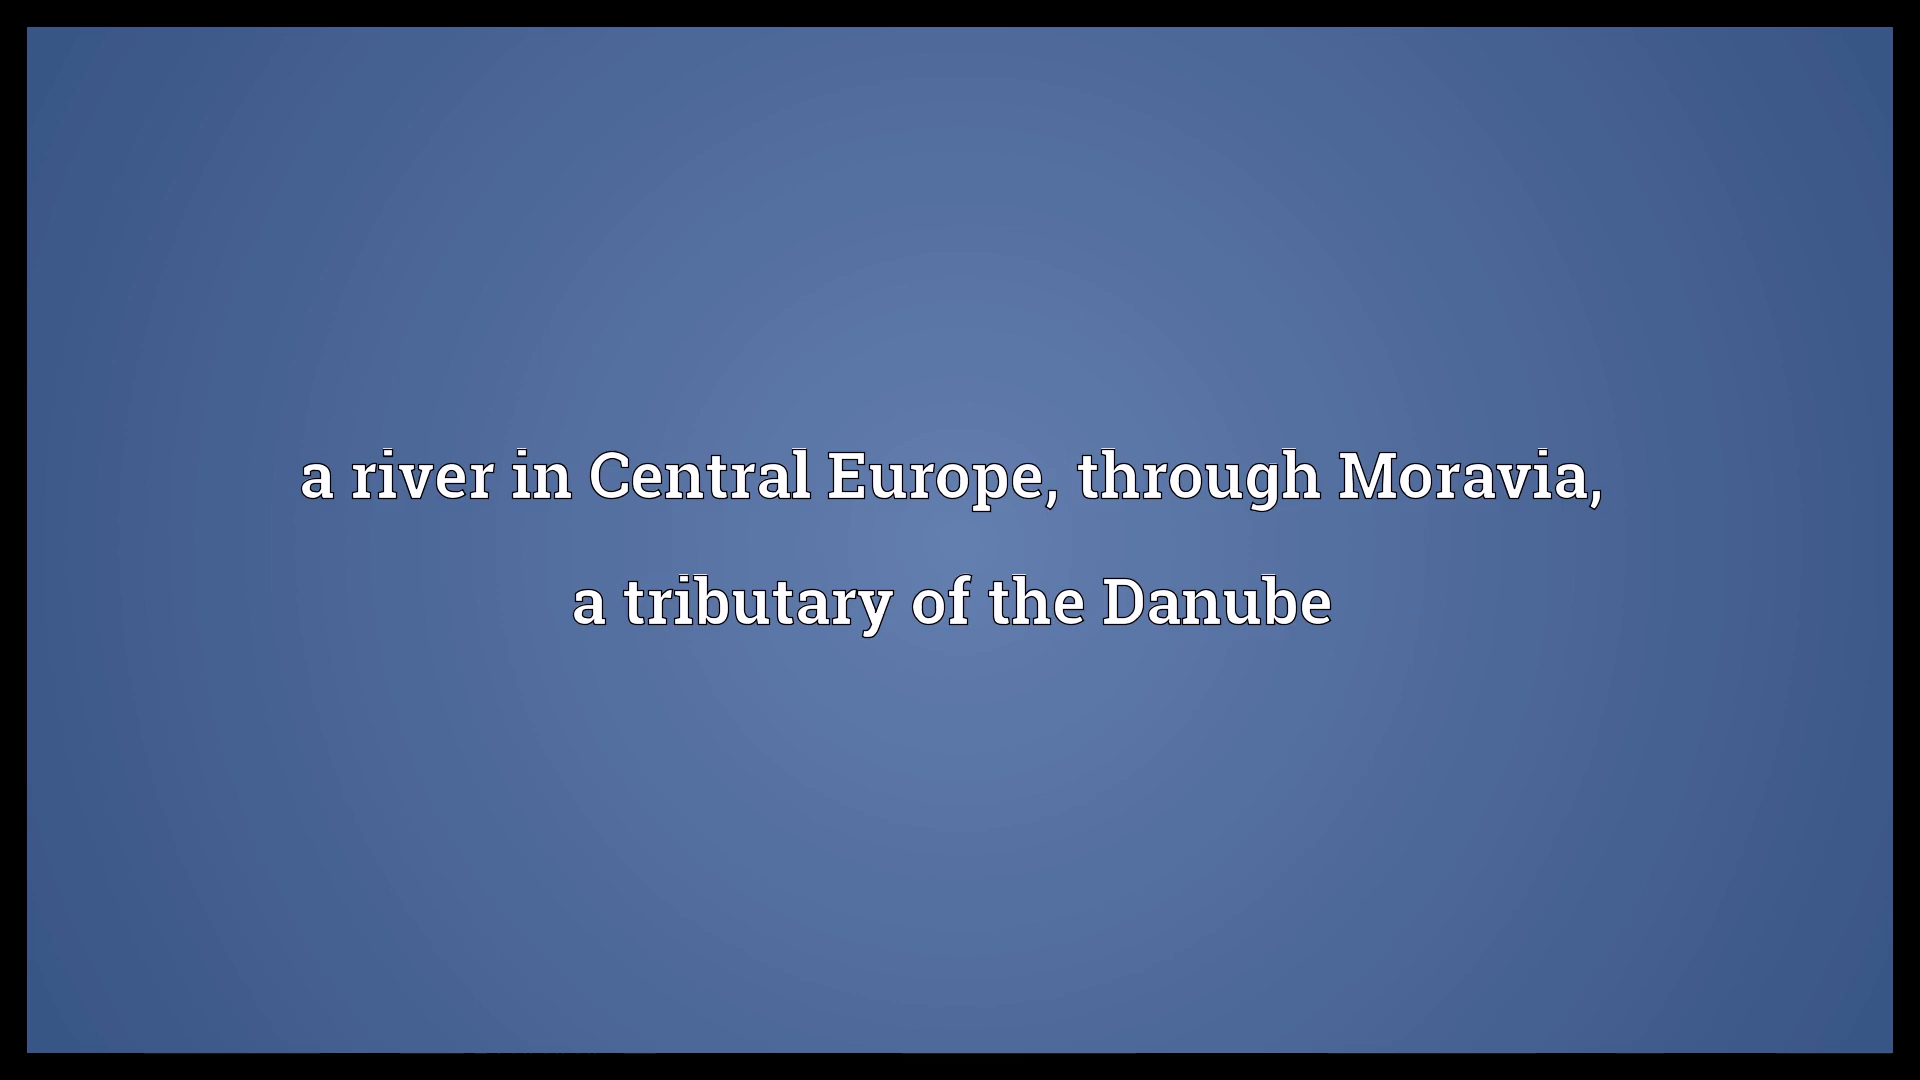 a river in Central Europe, through Moravia,
a tributary of the Danube